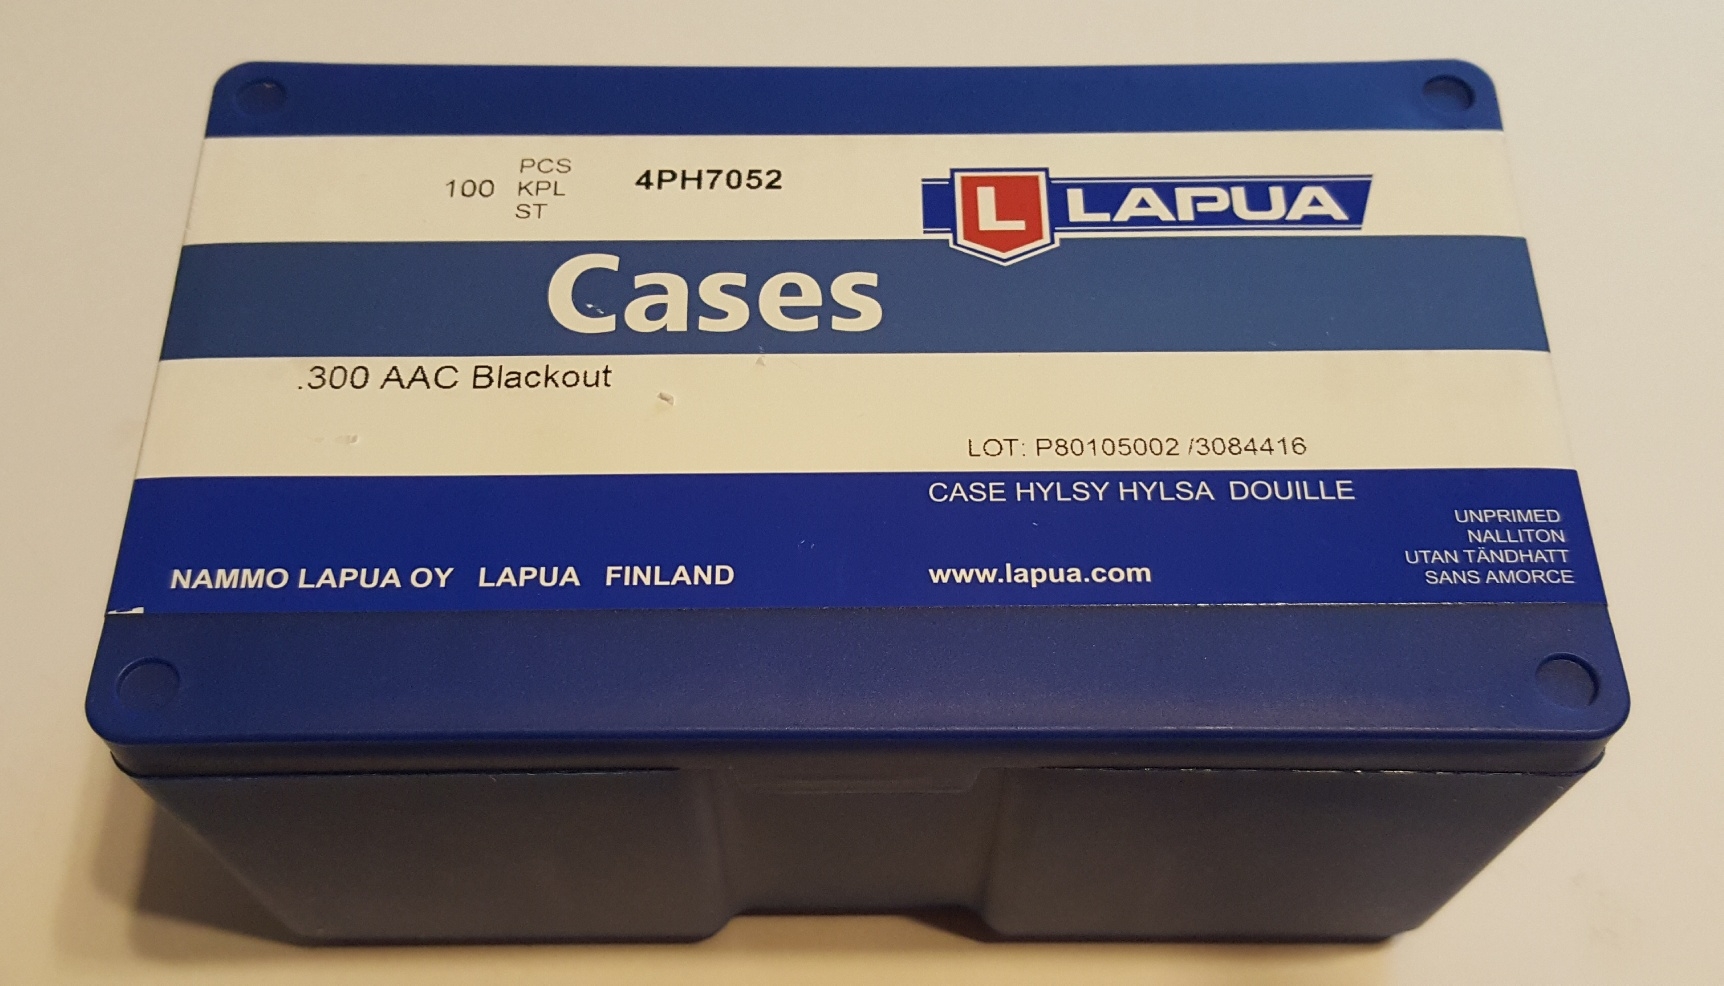 100 PCS
KPL
ST
4PH7052
L LAPUA
Cases
.300 AAC Blackout
LOT: P80105002 /3084416
CASE HYLSY HYLSA DOUILLE
UNPRIMED
NALLITON
UTAN TÄNDHATT
SANS AMORCE
NAMMO LAPUA OY LAPUA FINLAND
www.lapua.com